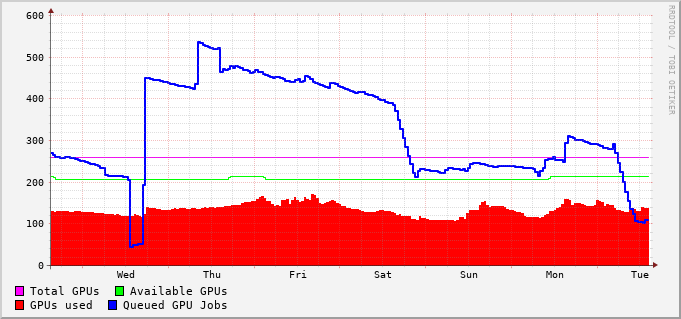 RRDTOOL / TOBI OETIKER
600
500
400
300
200
100
0
Wed Thu Fri Sat Sun Mon Tue
Total GPUs Available GPUs
GPUs used Queued GPU Jobs